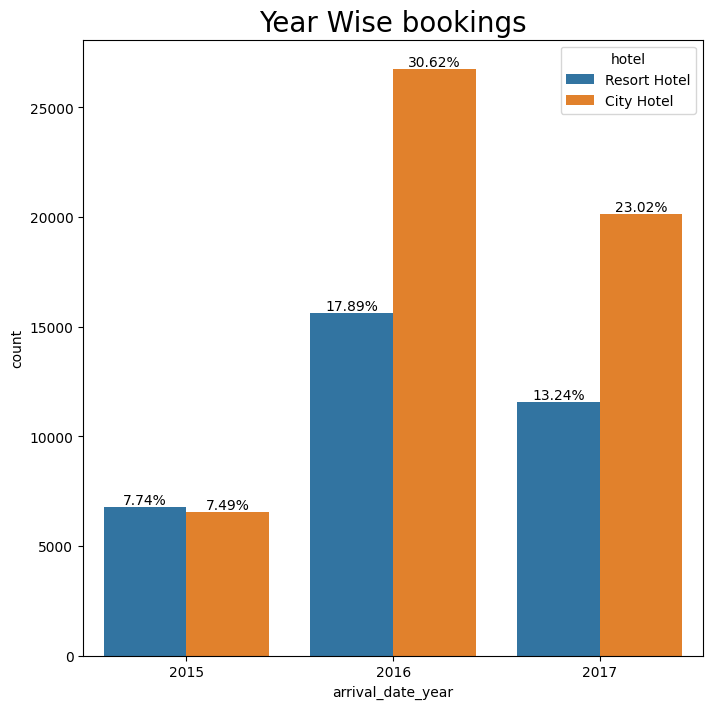 Year Wise bookings
hotel
Resort Hotel
City Hotel
count
25000
20000
15000
10000
5000
0
7.74%
7.49%
17.89%
30.62%
13.24%
23.02%
2015
2016
2017
arrival_date_year